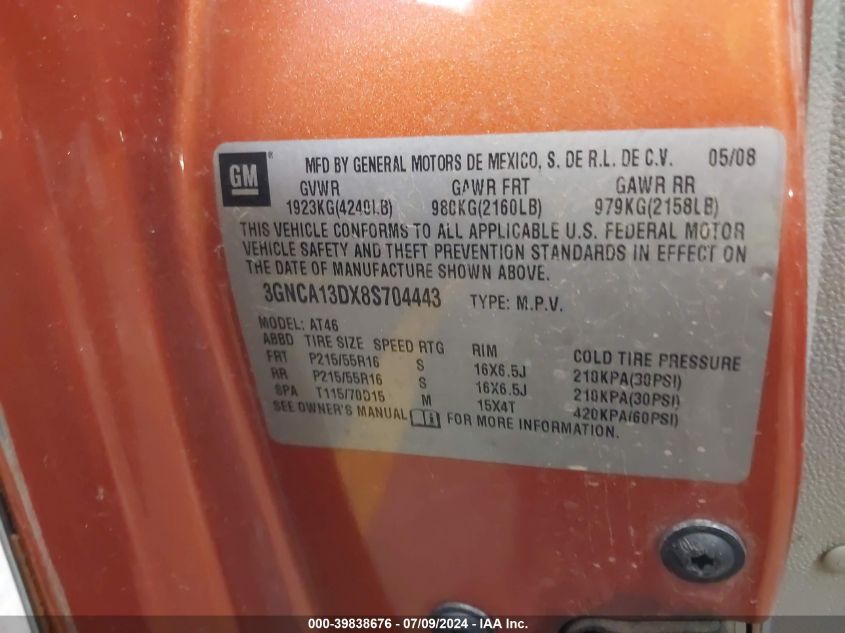 GM® MFD BY GENERAL MOTORS DE MEXICO, S. DE R.L. DE C.V. 05/08
GVWR GAWR FRT GAWR RR
1923KG(4240LB) 980KG(2160LB) 979KG(2158LB)
THIS VEHICLE CONFORMS TO ALL APPLICABLE U.S. FEDERAL MOTOR
VEHICLE SAFETY AND THEFT PREVENTION STANDARDS IN EFFECT ON
THE DATE OF MANUFACTURE SHOWN ABOVE.
3GNCA13DX8S704443 TYPE: M.P.V.
MODEL: AT46
ABBD TIRE SIZE SPEED RTG RIM COLD TIRE PRESSURE
FRT P215/55R16 S 16X6.5J 210KPA(30PSI)
RR P215/55R16 S 16X6.5J 210KPA(30PSI)
SPA T115/70D15 M 15X4T 420KPA(60PSI)
SEE OWNER'S MANUAL FOR MORE INFORMATION.
000-39838676 / 07/09/2024 - IAA Inc.